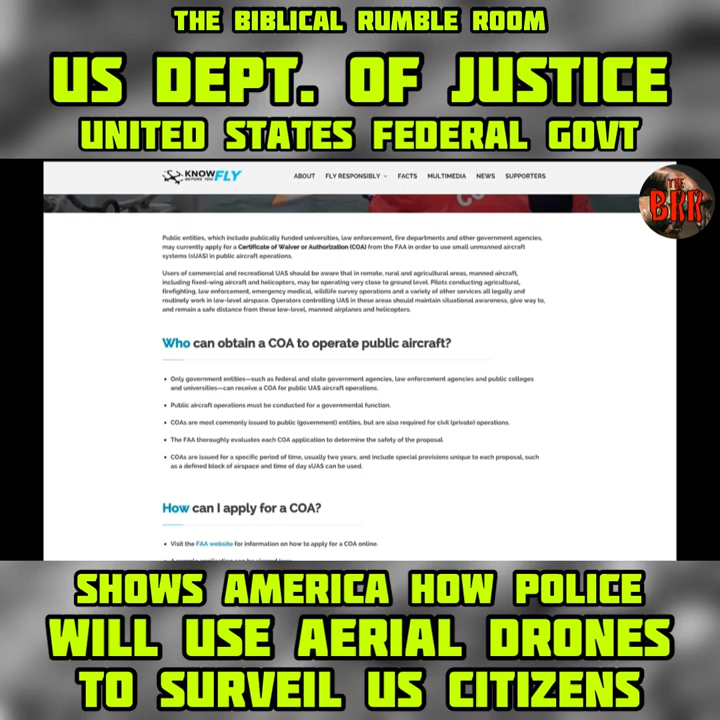 THE BIBLICAL RUMBLE ROOM
US DEPT. OF JUSTICE
UNITED STATES FEDERAL GOVT
KNOW BEFORE YOU FLY
ABOUT FLY RESPONSIBLY FACTS MULTIMEDIA NEWS SUPPORTERS
THE
BRR
Public entities, which include publically funded universities, law enforcement, fire departments and other government agencies,
may currently apply for a Certificate of Waiver or Authorization (COA) from the FAA in order to use small unmanned aircraft
systems (sUAS) in public aircraft operations.
Users of commercial and recreational UAS should be aware that in remote, rural and agricultural areas, manned aircraft,
including fixed-wing aircraft and helicopters, may be operating very close to ground level. Pilots conducting agricultural,
firefighting, law enforcement, emergency medical, wildlife survey operations and a variety of other services all legally and
routinely work in low-level airspace. Operators controlling UAS in these areas should maintain situational awareness, give way to,
and remain a safe distance from these low-level, manned airplanes and helicopters.
Who can obtain a COA to operate public aircraft?
• Only government entities—such as federal and state government agencies, law enforcement agencies and public colleges
and universities—can receive a COA for public UAS aircraft operations.
• Public aircraft operations must be conducted for a governmental function.
• COAs are most commonly issued to public (government) entities, but are also required for civil (private) operations.
• The FAA thoroughly evaluates each COA application to determine the safety of the proposal.
• COAs are issued for a specific period of time, usually two years, and include special provisions unique to each proposal, such
as a defined block of airspace and time of day sUAS can be used.
How can I apply for a COA?
• Visit the FAA website for information on how to apply for a COA online.
SHOWS AMERICA HOW POLICE
WILL USE AERIAL DRONES
TO SURVEIL US CITIZENS